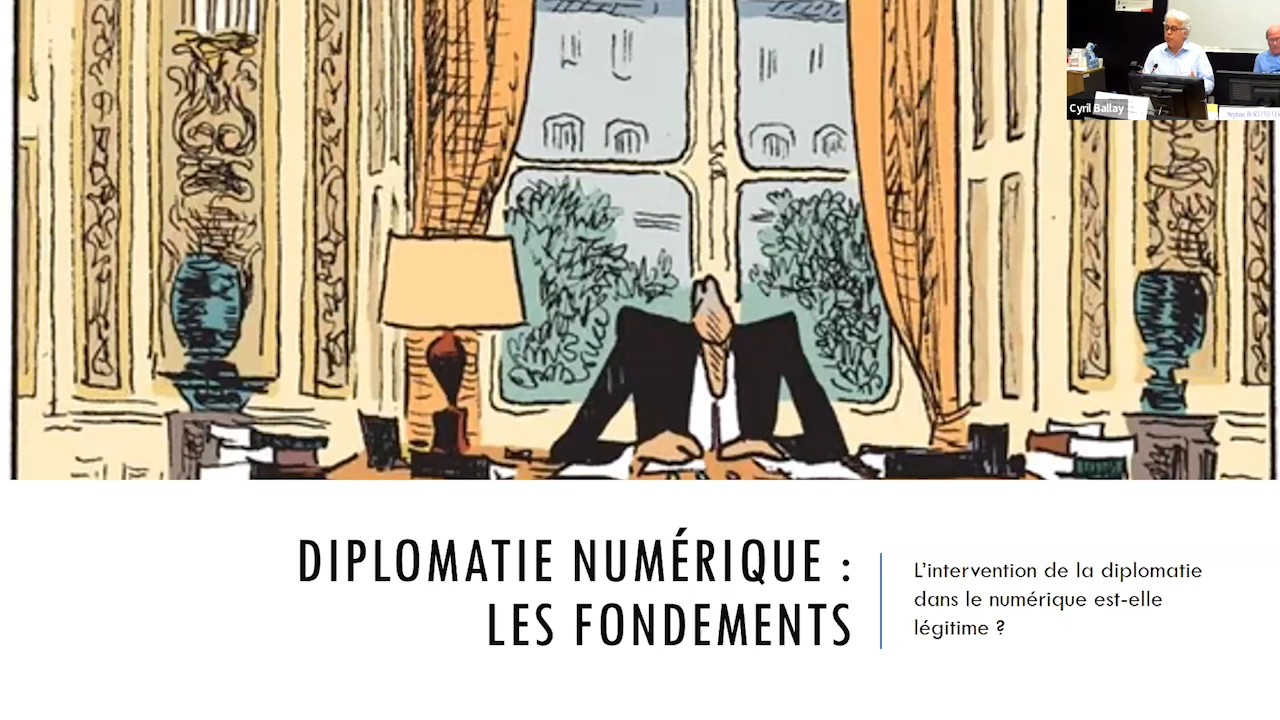 Cyril Ballay
DIPLOMATIE NUMÉRIQUE :
LES FONDEMENTS
L'intervention de la diplomatie
dans le numérique est-elle
légitime ?